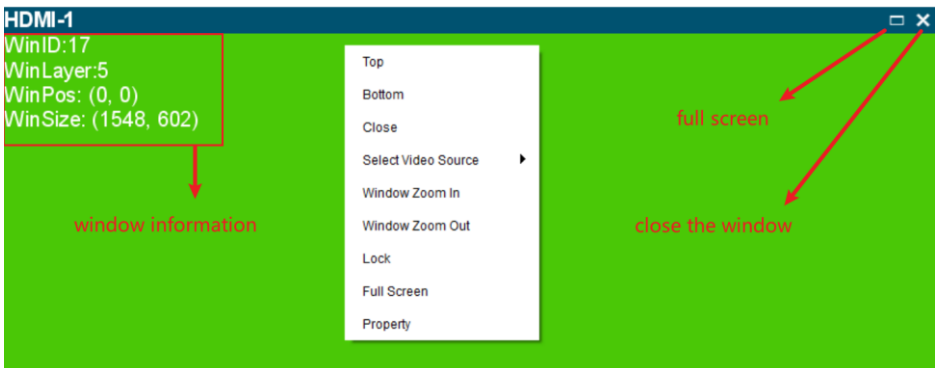 HDMI-1
WinID:17
WinLayer:5
WinPos: (0, 0)
WinSize: (1548, 602)
window information
Top
Bottom
Close
Select Video Source
Window Zoom In
Window Zoom Out
Lock
Full Screen
Property
full screen
close the window